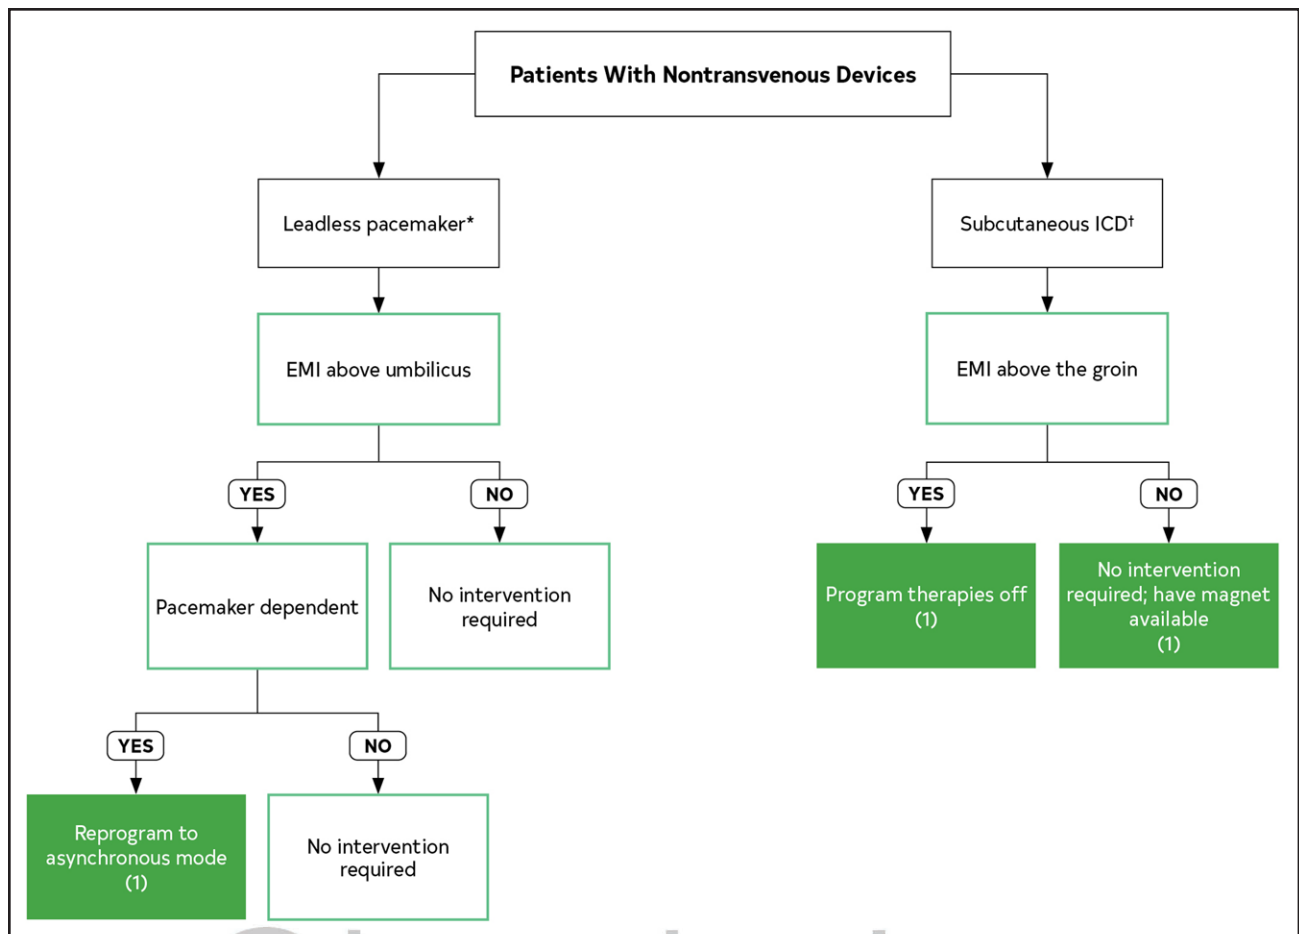 Patients With Nontransvenous Devices
Leadless pacemaker*
Subcutaneous ICD†
EMI above umbilicus
EMI above the groin
YES
NO
YES
NO
Pacemaker dependent
No intervention
required
Program therapies off
(1)
No intervention
required; have magnet
available
(1)
YES
NO
Reprogram to
asynchronous mode
(1)
No intervention
required